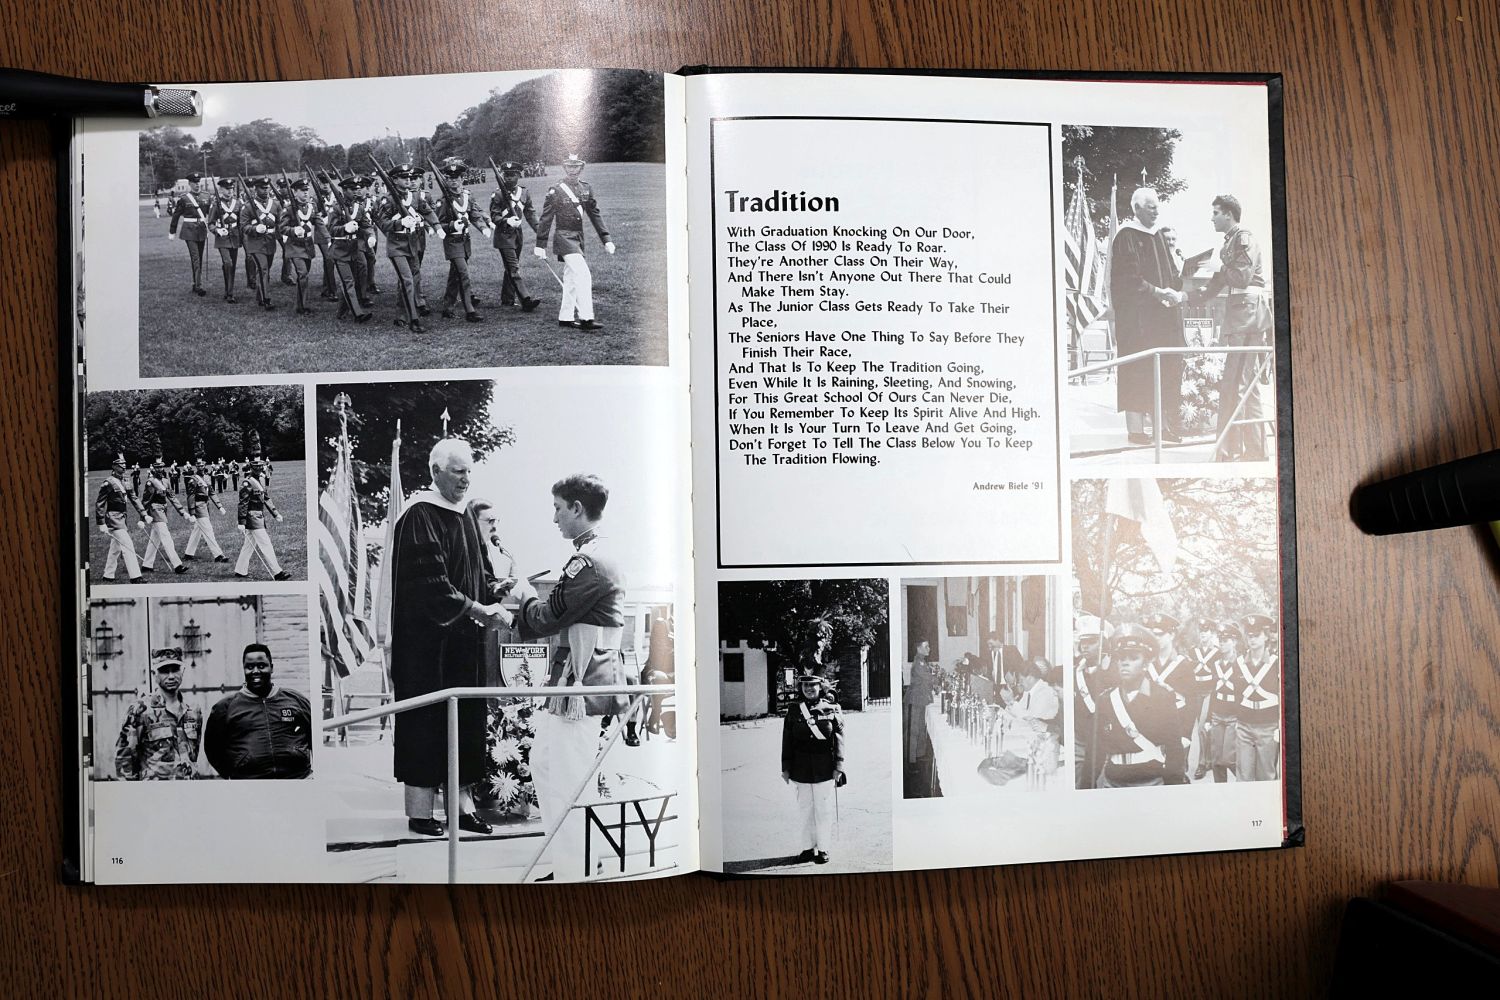 Tradition
With Graduation Knocking On Our Door,
The Class Of 1990 Is Ready To Roar.
They're Another Class On Their Way,
And There Isn't Anyone Out There That Could
Make Them Stay.
As The Junior Class Gets Ready To Take Their
Place,
The Seniors Have One Thing To Say Before They
Finish Their Race,
And That Is To Keep The Tradition Going,
Even While It Is Raining, Sleeting, And Snowing,
For This Great School Of Ours Can Never Die,
If You Remember To Keep Its Spirit Alive And High.
When It Is Your Turn To Leave And Get Going,
Don't Forget To Tell The Class Below You To Keep
The Tradition Flowing.
Andrew Biele '91
NEW YORK
MILITARY ACADEMY
NY
90
116
117